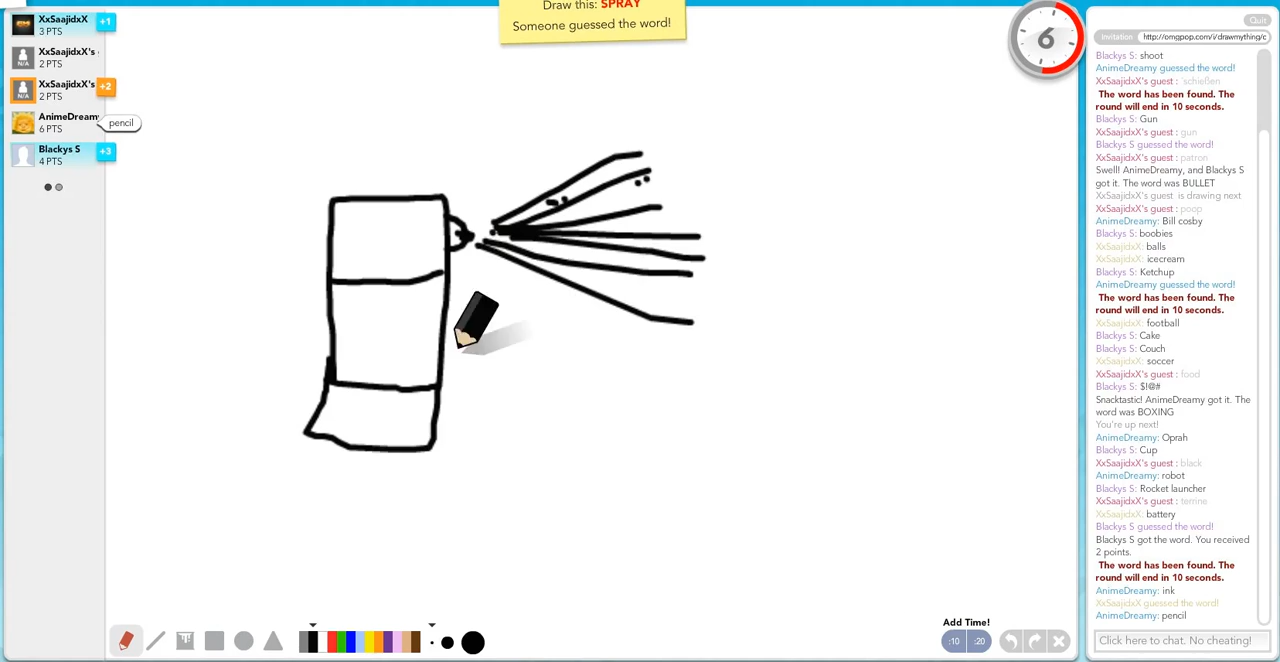 Draw this: SPRAY
Someone guessed the word!
XxSaajidxX
3 PTS
+1
XxSaajidxX's
2 PTS
N/A
XxSaajidxX's
2 PTS
N/A
+2
AnimeDreamy
6 PTS
pencil
Blackys S
4 PTS
+3
6
Quit
Invitation
http://omgpop.com/i/drawmything/c
Blackys S: shoot
AnimeDreamy guessed the word!
XxSaajidxX's guest : `schießen
The word has been found. The
round will end in 10 seconds.
Blackys S: Gun
XxSaajidxX's guest : gun
Blackys S guessed the word!
XxSaajidxX's guest : patron
Swell! AnimeDreamy, and Blackys S
got it. The word was BULLET
XxSaajidxX's guest  is drawing next
XxSaajidxX's guest : poop
AnimeDreamy: Bill cosby
Blackys S: boobies
XxSaajidxX: balls
XxSaajidxX: icecream
Blackys S: Ketchup
AnimeDreamy guessed the word!
The word has been found. The
round will end in 10 seconds.
XxSaajidxX: football
Blackys S: Cake
Blackys S: Couch
XxSaajidxX: soccer
XxSaajidxX's guest : food
Blackys S: $!@#
Snacktastic! AnimeDreamy got it. The
word was BOXING
You're up next!
AnimeDreamy: Oprah
Blackys S: Cup
XxSaajidxX's guest : black
AnimeDreamy: robot
Blackys S: Rocket launcher
XxSaajidxX's guest : temne
XxSaajidxX: battery
Blackys S guessed the word!
Blackys S got the word. You received
2 points.
The word has been found. The
round will end in 10 seconds.
AnimeDreamy: ink
XxSaajidxX guessed the word!
AnimeDreamy: pencil
Add Time!
:10 :20
Click here to chat. No cheating!